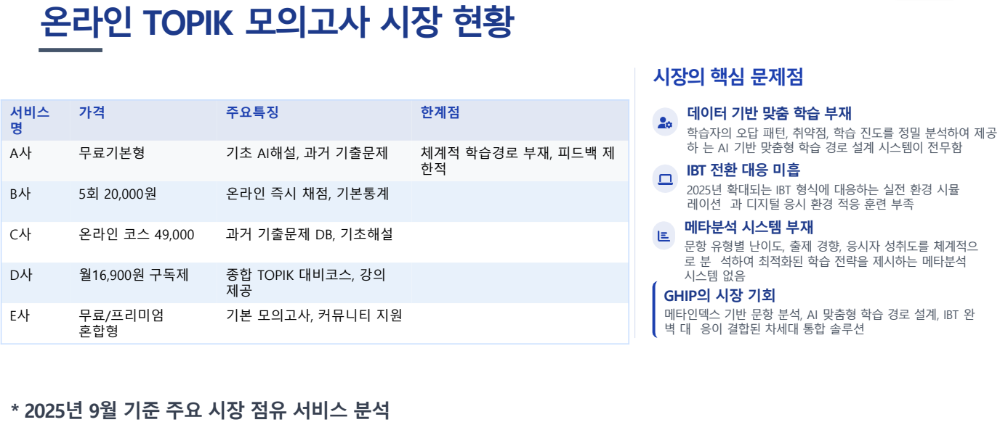 온라인 TOPIK 모의고사 시장 현황
서비스
명
가격
주요특징
한계점
A사
무료기본형
기초 AI해설, 과거 기출문제
체계적 학습경로 부재, 피드백 제
한적
B사
5회 20,000원
온라인 즉시 채점, 기본통계
C사
온라인 코스 49,000
과거 기출문제 DB, 기초해설
D사
월16,900원 구독제
종합 TOPIK 대비코스, 강의
제공
E사
무료/프리미엄
혼합형
기본 모의고사, 커뮤니티 지원
시장의 핵심 문제점
데이터 기반 맞춤 학습 부재
학습자의 오답 패턴, 취약점, 학습 진도를 정밀 분석하여 제공
하 는 AI 기반 맞춤형 학습 경로 설계 시스템이 전무함
IBT 전환 대응 미흡
2025년 확대되는 IBT 형식에 대응하는 실전 환경 시뮬
레이션 과 디지털 응시 환경 적응 훈련 부족
메타분석 시스템 부재
문항 유형별 난이도, 출제 경향, 응시자 성취도를 체계적으
로 분 석하여 최적화된 학습 전략을 제시하는 메타분석
시스템 없음
GHIP의 시장 기회
메타인덱스 기반 문항 분석, AI 맞춤형 학습 경로 설계, IBT 완
벽 대 응이 결합된 차세대 통합 솔루션
* 2025년 9월 기준 주요 시장 점유 서비스 분석